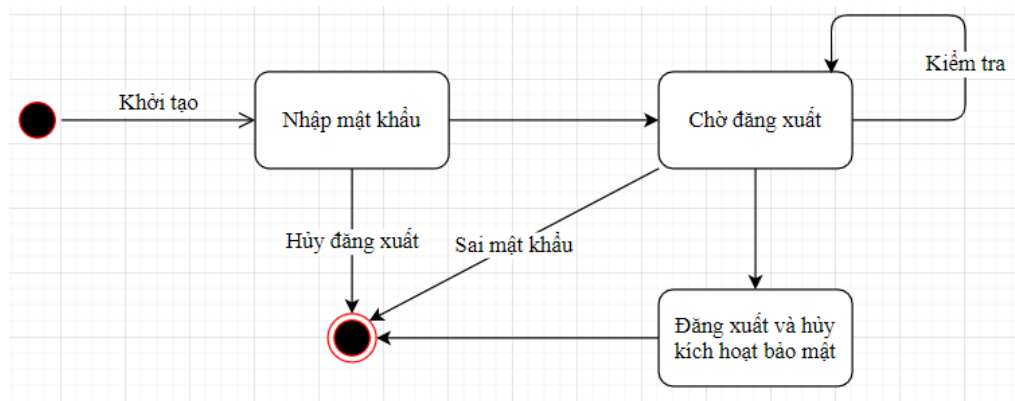 Kiểm tra
Khởi tạo
Nhập mật khẩu
Chờ đăng xuất
Hủy đăng xuất
Sai mật khẩu
Đăng xuất và hủy
kích hoạt bảo mật